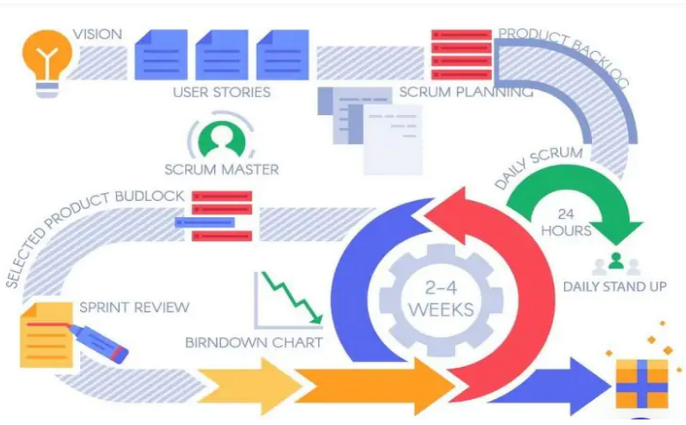 VISION
USER STORIES
SCRUM PLANNING
PRODUCT BACKLOG
SCRUM MASTER
DAILY SCRUM
24
HOURS
DAILY STAND UP
SELECTED PRODUCT BUDLOCK
2-4
WEEKS
SPRINT REVIEW
BIRNDOWN CHART